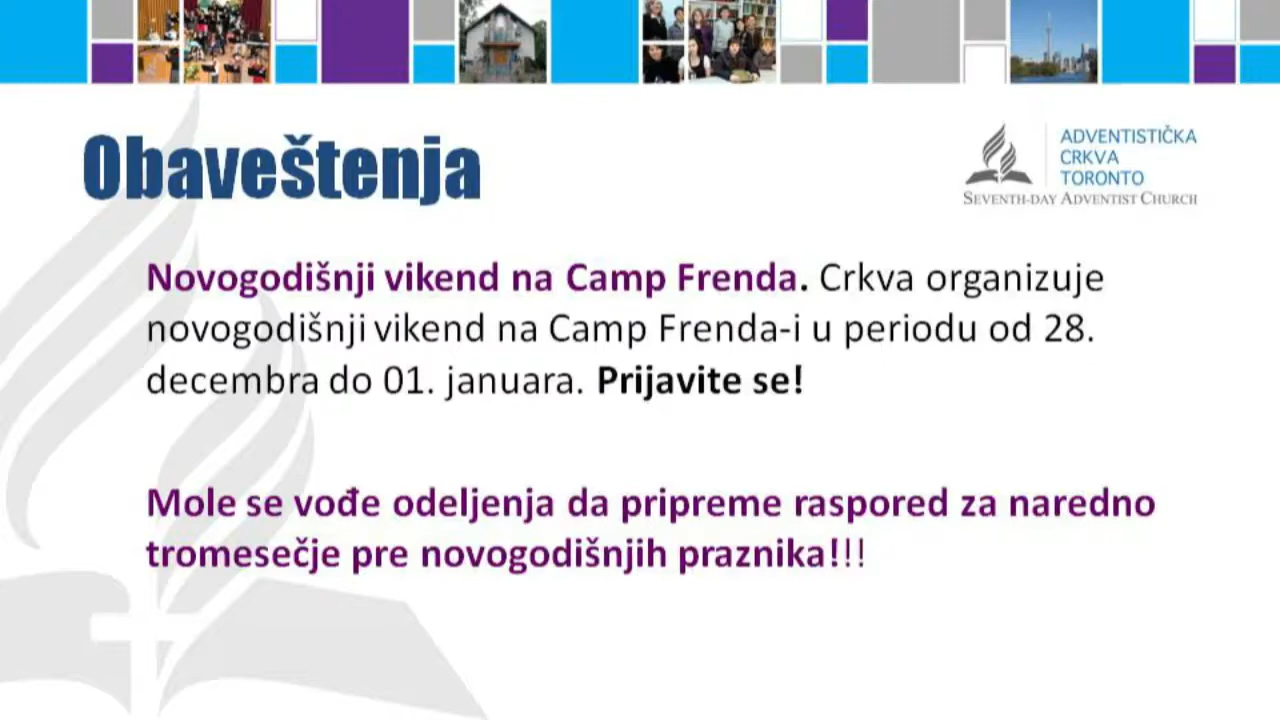 Obaveštenja
ADVENTISTIČKA
CRKVA
TORONTO
SEVENTH-DAY ADVENTIST CHURCH
Novogodišnji vikend na Camp Frenda. Crkva organizuje
novogodišnji vikend na Camp Frenda-i u periodu od 28.
decembra do 01. januara. Prijavite se!
Mole se vođe odeljenja da pripreme raspored za naredno
tromesečje pre novogodišnjih praznika!!!